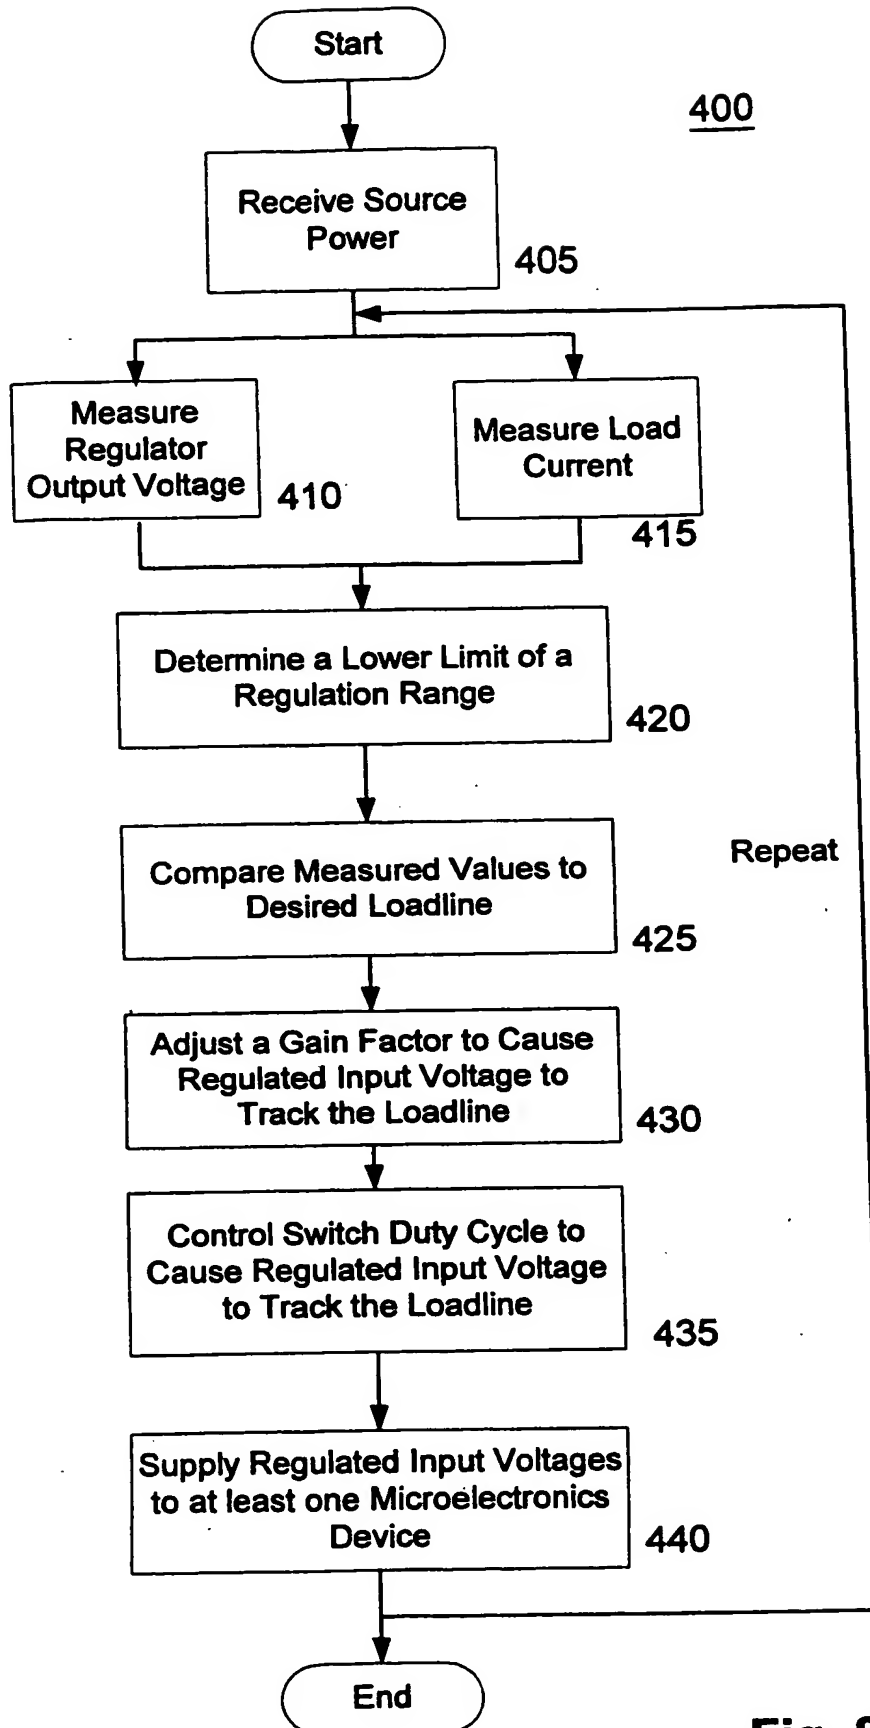 Start
400
Receive Source
Power
405
Measure
Regulator
Output Voltage
410
Measure Load
Current
415
Determine a Lower Limit of a
Regulation Range
420
Compare Measured Values to
Desired Loadline
425
Repeat
Adjust a Gain Factor to Cause
Regulated Input Voltage to
Track the Loadline
430
Control Switch Duty Cycle to
Cause Regulated Input Voltage
to Track the Loadline
435
Supply Regulated Input Voltages
to at least one Microelectronics
Device
440
End
Fig.